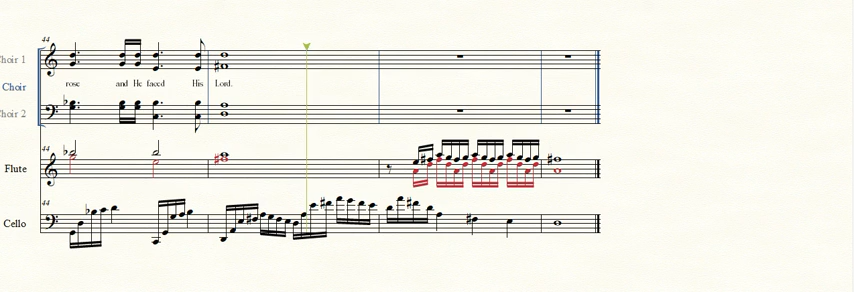 44
Choir 1
rose and He faced His Lord.
Choir
Choir 2
44
Flute
44
Cello